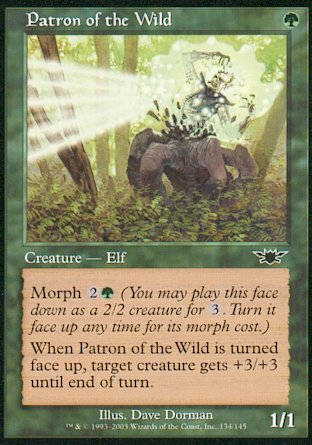 Patron of the Wild
Creature — Elf
Morph 2 (You may play this face
down as a 2/2 creature for 3. Turn it
face up any time for its morph cost.)
When Patron of the Wild is turned
face up, target creature gets +3/+3
until end of turn.
Illus. Dave Dorman
1/1
™ & © 1993-2003 Wizards of the Coast, Inc. 134/145